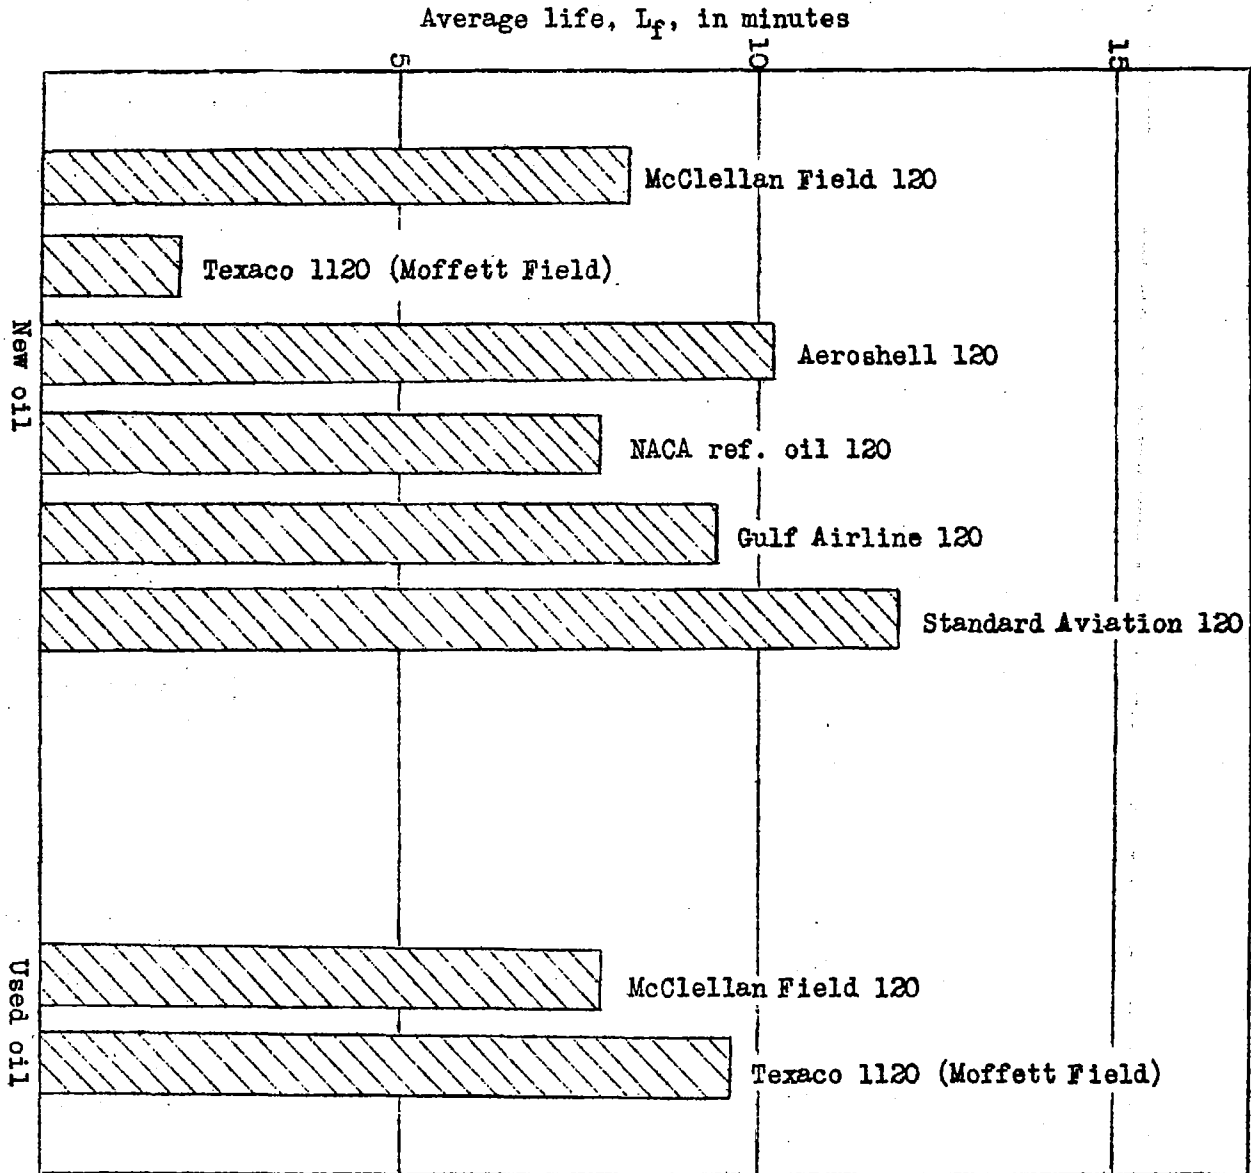 Average life, Lf, in minutes
5
10
15
New oil
McClellan Field 120
Texaco 1120 (Moffett Field)
Aeroshell 120
NACA ref. oil 120
Gulf Airline 120
Standard Aviation 120
Used oil
McClellan Field 120
Texaco 1120 (Moffett Field)